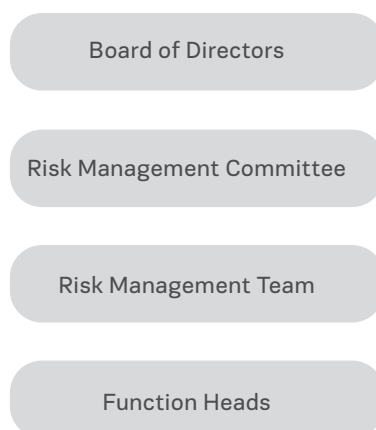 Board of Directors
Risk Management Committee
Risk Management Team
Function Heads